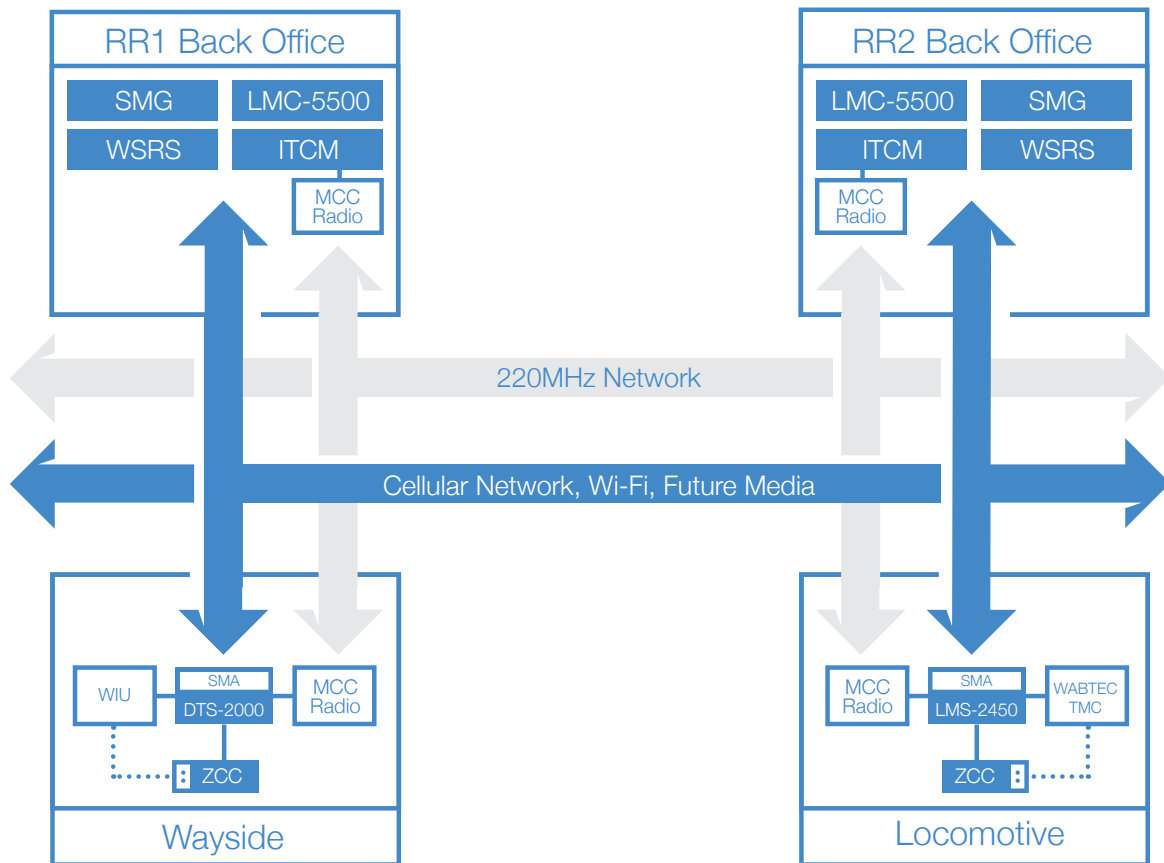 RR1 Back Office
SMG
LMC-5500
WSRS
ITCM
MCC
Radio
RR2 Back Office
LMC-5500
SMG
ITCM
WSRS
MCC
Radio
220MHz Network
Cellular Network, Wi-Fi, Future Media
WIU
SMA
DTS-2000
MCC
Radio
ZCC
Wayside
MCC
Radio
SMA
LMS-2450
WABTEC
TMC
ZCC
Locomotive